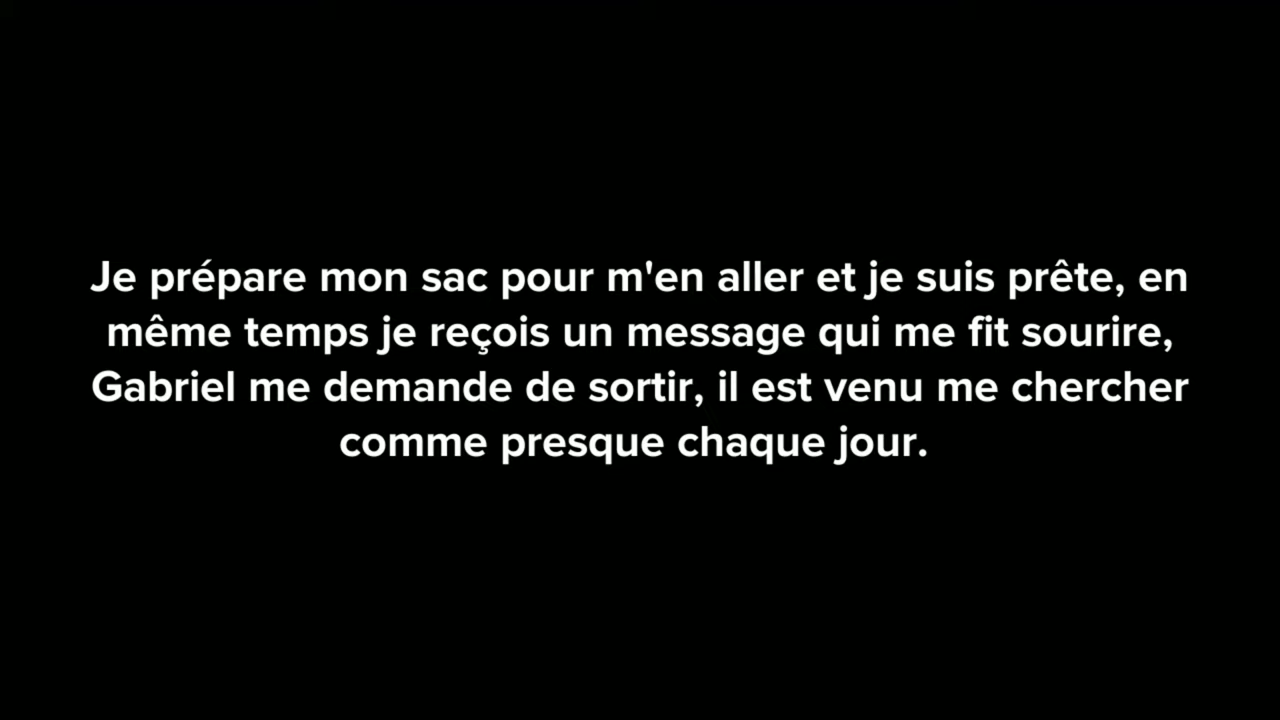 Je prépare mon sac pour m'en aller et je suis prête, en
même temps je reçois un message qui me fit sourire,
Gabriel me demande de sortir, il est venu me chercher
comme presque chaque jour.